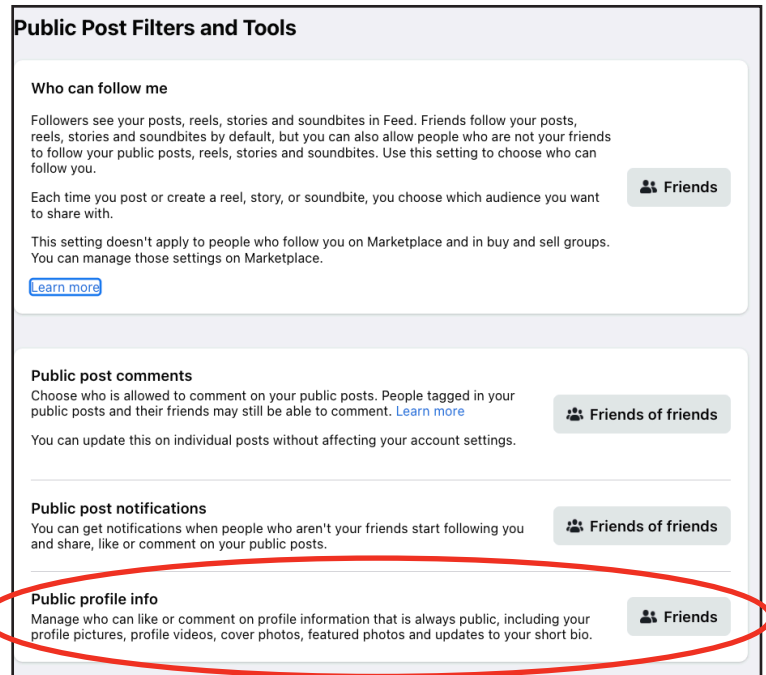 Public Post Filters and Tools
Who can follow me
Followers see your posts, reels, stories and soundbites in Feed. Friends follow your posts,
reels, stories and soundbites by default, but you can also allow people who are not your friends
to follow your public posts, reels, stories and soundbites. Use this setting to choose who can
follow you.
Friends
Each time you post or create a reel, story, or soundbite, you choose which audience you want
to share with.
This setting doesn't apply to people who follow you on Marketplace and in buy and sell groups.
You can manage those settings on Marketplace.
Learn more
Public post comments
Choose who is allowed to comment on your public posts. People tagged in your
public posts and their friends may still be able to comment. Learn more
Friends of friends
You can update this on individual posts without affecting your account settings.
Public post notifications
You can get notifications when people who aren't your friends start following you
and share, like or comment on your public posts.
Friends of friends
Public profile info
Manage who can like or comment on profile information that is always public, including your
profile pictures, profile videos, cover photos, featured photos and updates to your short bio.
Friends